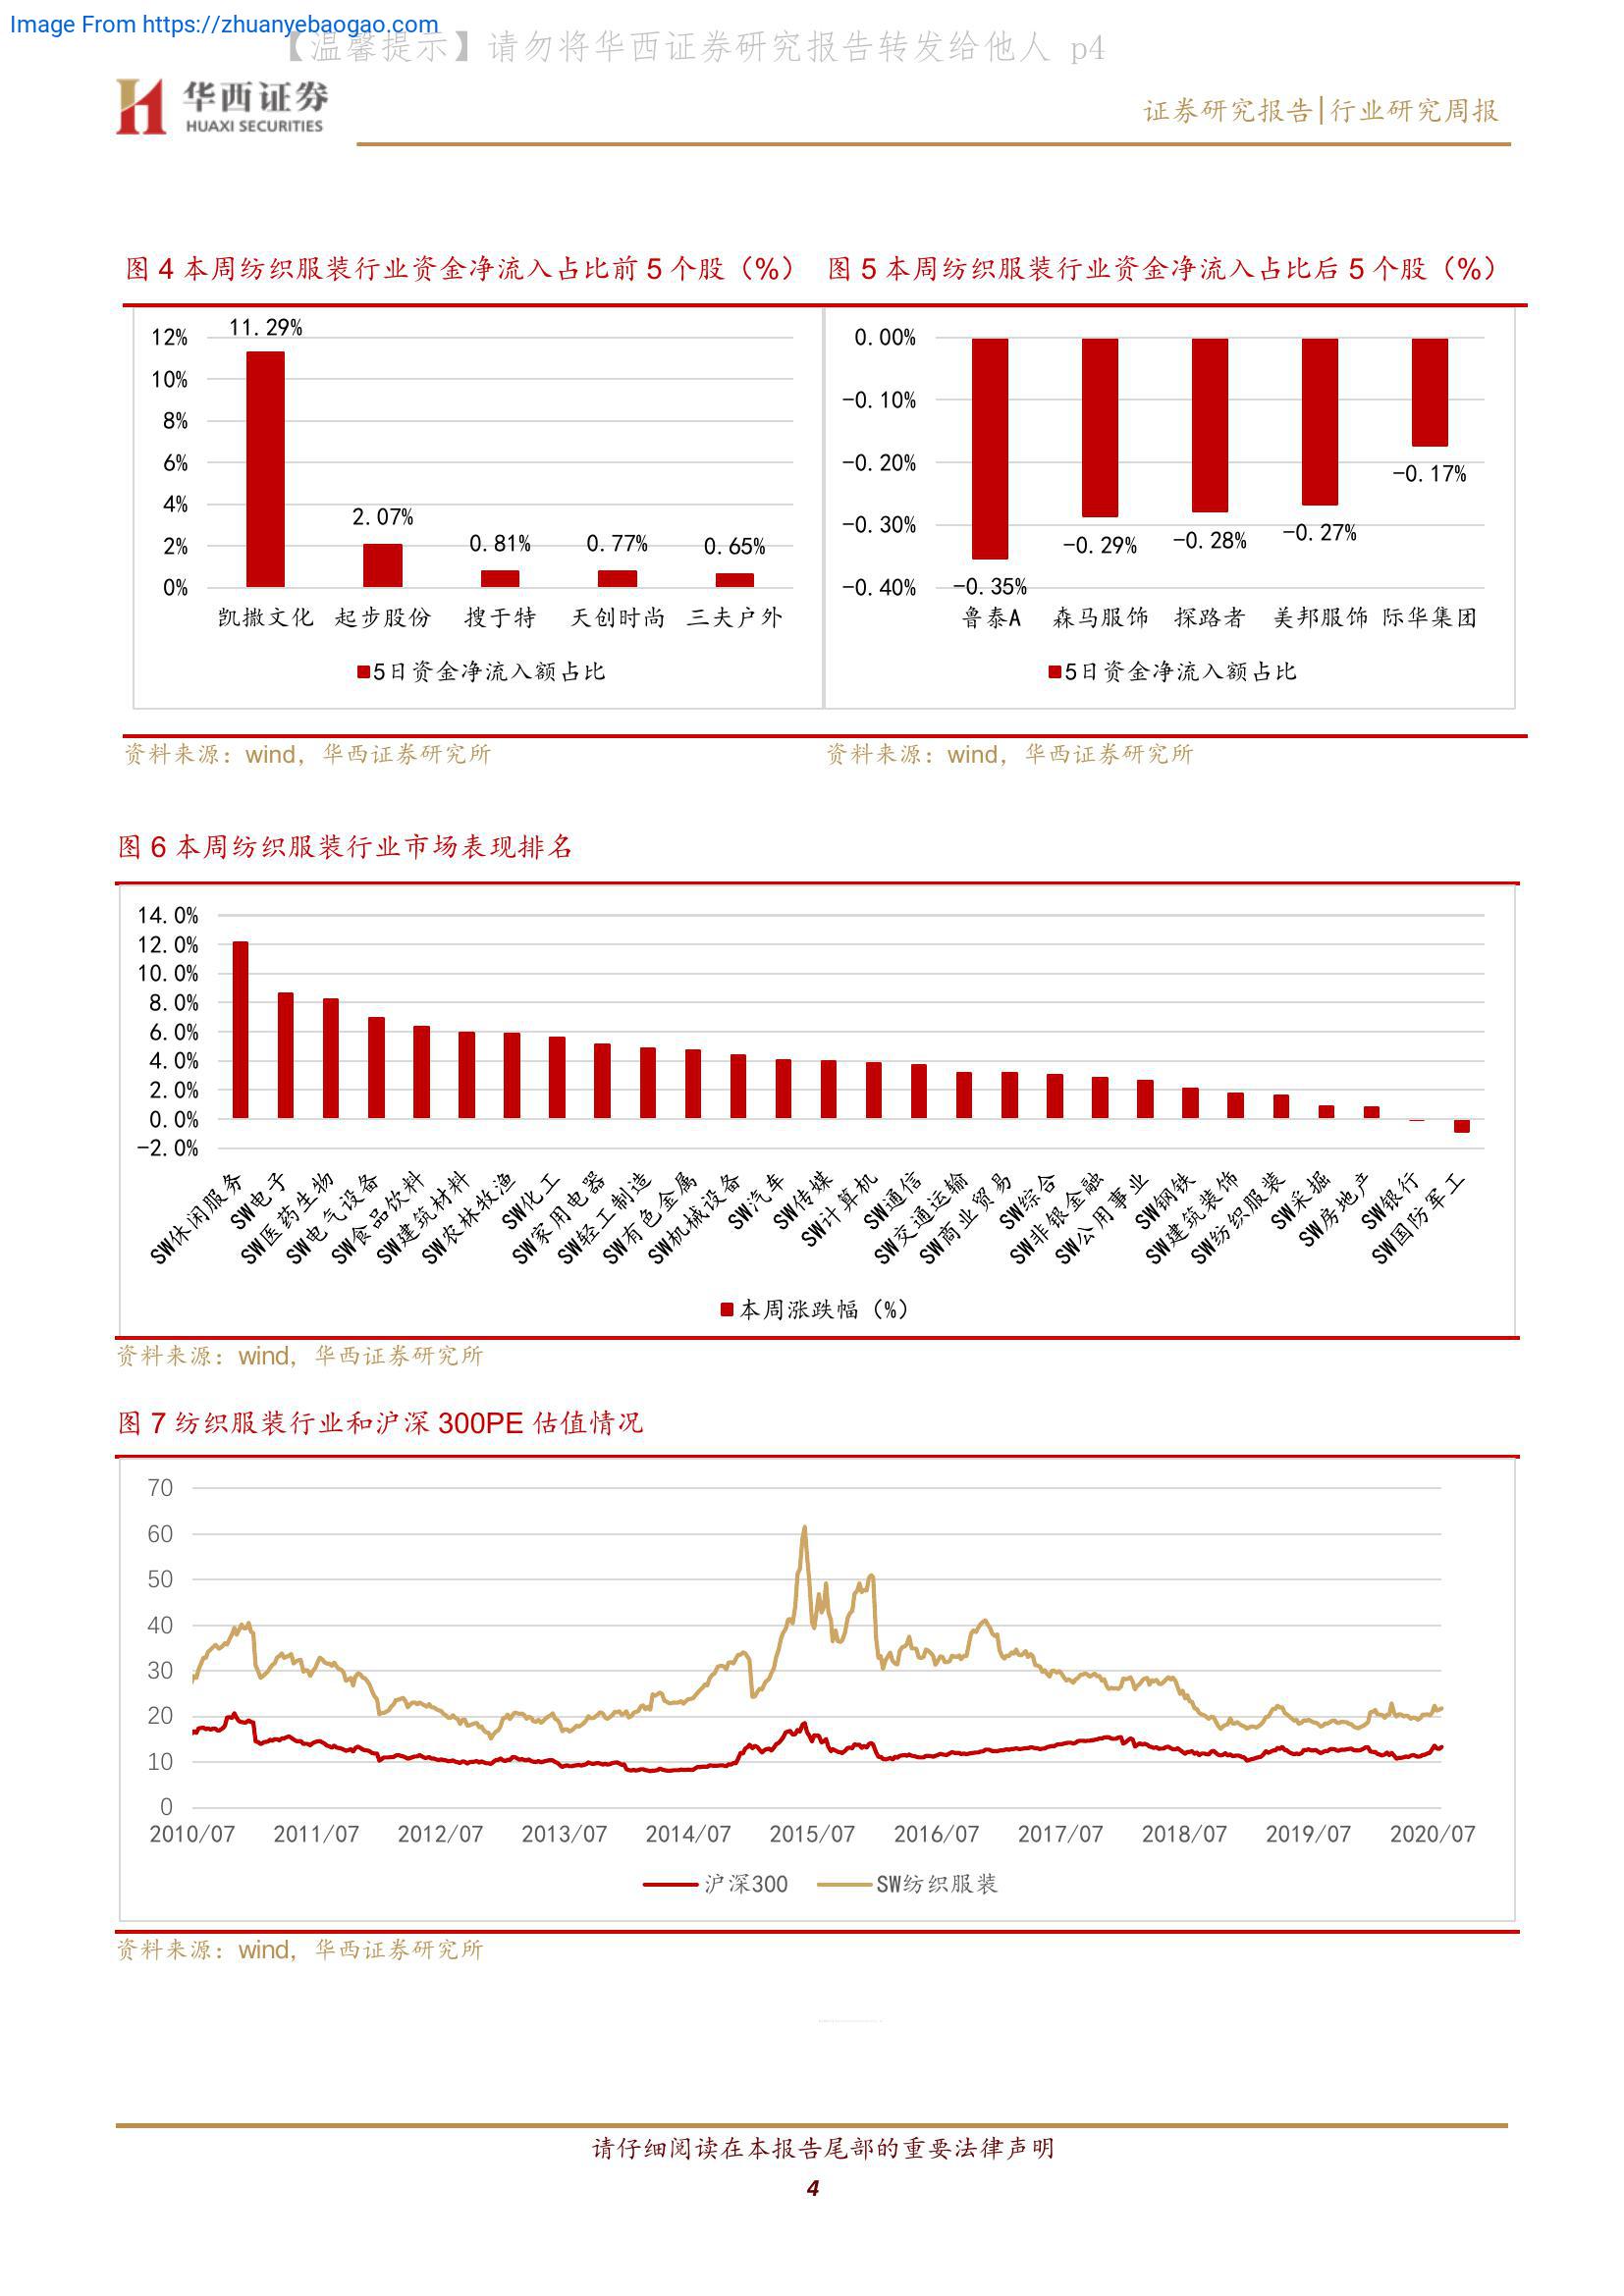 Image From https://zhuanyebaogao.com
【温馨提示】请勿将华西证券研究报告转发给他人 p4
华西证券
HUAXI SECURITIES
证券研究报告|行业研究周报
图 4 本周纺织服装行业资金净流入占比前 5 个股（%）
12%
10%
8%
6%
4%
2%
0%
11.29%
2.07%
0.81%
0.77%
0.65%
凯撒文化 起步股份 搜于特 天创时尚 三夫户外
5日资金净流入额占比
资料来源：wind，华西证券研究所
图 5 本周纺织服装行业资金净流入占比后 5 个股（%）
0.00%
-0.10%
-0.20%
-0.30%
-0.40%
-0.35%
-0.29%
-0.28%
-0.27%
-0.17%
鲁泰A 森马服饰 探路者 美邦服饰 际华集团
5日资金净流入额占比
资料来源：wind，华西证券研究所
图 6 本周纺织服装行业市场表现排名
14.0%
12.0%
10.0%
8.0%
6.0%
4.0%
2.0%
0.0%
-2.0%
SW休闲服务
SW电子
SW医药生物
SW电气设备
SW食品饮料
SW建筑材料
SW农林牧渔
SW化工
SW家用电器
SW轻工制造
SW有色金属
SW机械设备
SW汽车
SW传媒
SW计算机
SW通信
SW交通运输
SW商业贸易
SW综合
SW非银金融
SW公用事业
SW钢铁
SW建筑装饰
SW纺织服装
SW采掘
SW房地产
SW银行
SW国防军工
本周涨跌幅（%）
资料来源：wind，华西证券研究所
图 7 纺织服装行业和沪深 300PE 估值情况
70
60
50
40
30
20
10
0
2010/07 2011/07 2012/07 2013/07 2014/07 2015/07 2016/07 2017/07 2018/07 2019/07 2020/07
沪深300 SW纺织服装
资料来源：wind，华西证券研究所
请仔细阅读在本报告尾部的重要法律声明
4